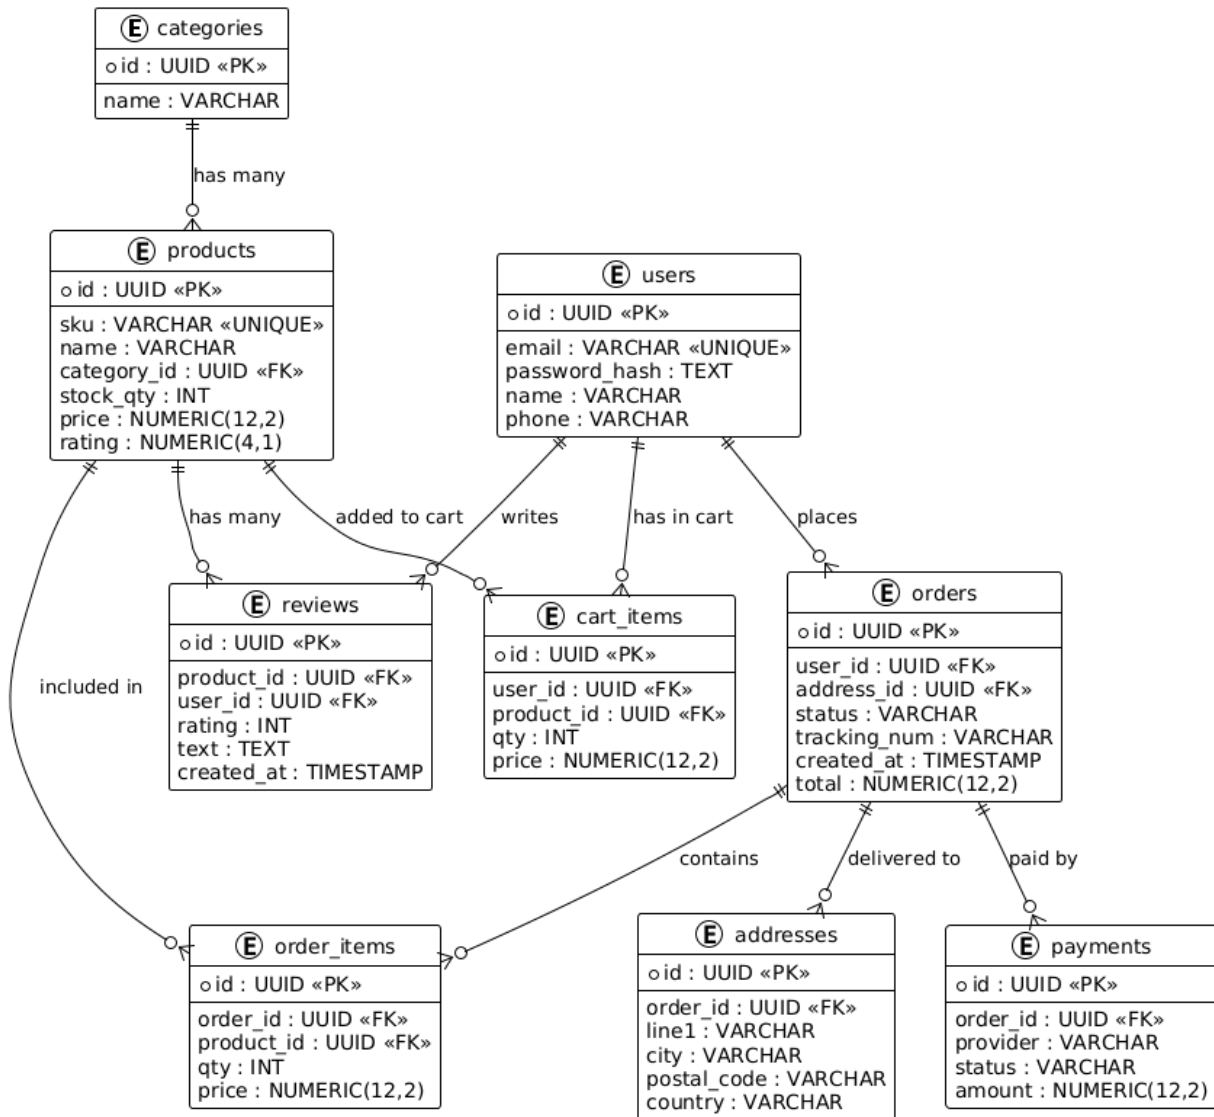 E categories
id : UUID «PK»
name : VARCHAR
has many
E products
id : UUID «PK»
sku : VARCHAR «UNIQUE»
name : VARCHAR
category_id : UUID «FK»
stock_qty : INT
price : NUMERIC(12,2)
rating : NUMERIC(4,1)
E users
id : UUID «PK»
email : VARCHAR «UNIQUE»
password_hash : TEXT
name : VARCHAR
phone : VARCHAR
has many
added to cart
writes
has in cart
places
E reviews
id : UUID «PK»
product_id : UUID «FK»
user_id : UUID «FK»
rating : INT
text : TEXT
created_at : TIMESTAMP
E cart_items
id : UUID «PK»
user_id : UUID «FK»
product_id : UUID «FK»
qty : INT
price : NUMERIC(12,2)
E orders
id : UUID «PK»
user_id : UUID «FK»
address_id : UUID «FK»
status : VARCHAR
tracking_num : VARCHAR
created_at : TIMESTAMP
total : NUMERIC(12,2)
included in
contains
delivered to
paid by
E order_items
id : UUID «PK»
order_id : UUID «FK»
product_id : UUID «FK»
qty : INT
price : NUMERIC(12,2)
E addresses
id : UUID «PK»
order_id : UUID «FK»
line1 : VARCHAR
city : VARCHAR
postal_code : VARCHAR
country : VARCHAR
E payments
id : UUID «PK»
order_id : UUID «FK»
provider : VARCHAR
status : VARCHAR
amount : NUMERIC(12,2)